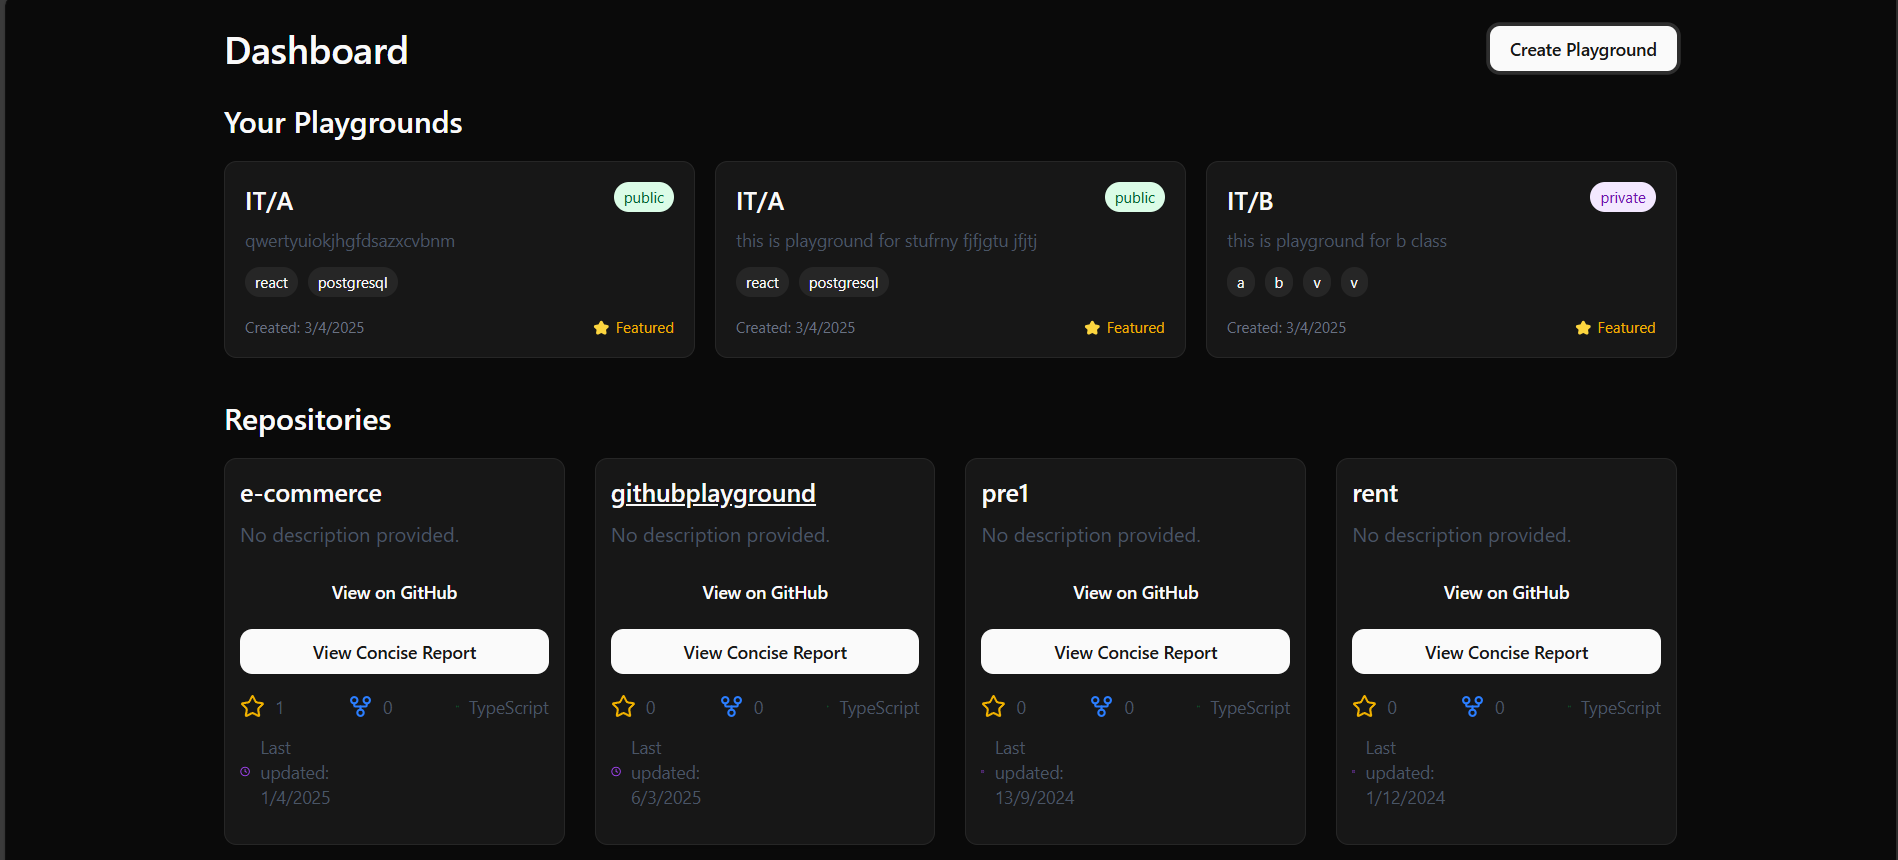 Dashboard
Create Playground
Your Playgrounds
IT/A
public
qwertyuiokjhgfdsazxcvbnm
react
postgresql
Created: 3/4/2025
Featured
IT/A
public
this is playground for stufrny fjfjgtu jfjtj
react
postgresql
Created: 3/4/2025
Featured
IT/B
private
this is playground for b class
a
b
v
v
Created: 3/4/2025
Featured
Repositories
e-commerce
No description provided.
View on GitHub
View Concise Report
1
0
TypeScript
Last
updated:
1/4/2025
githubplayground
No description provided.
View on GitHub
View Concise Report
0
0
TypeScript
Last
updated:
6/3/2025
pre1
No description provided.
View on GitHub
View Concise Report
0
0
TypeScript
Last
updated:
13/9/2024
rent
No description provided.
View on GitHub
View Concise Report
0
0
TypeScript
Last
updated:
1/12/2024